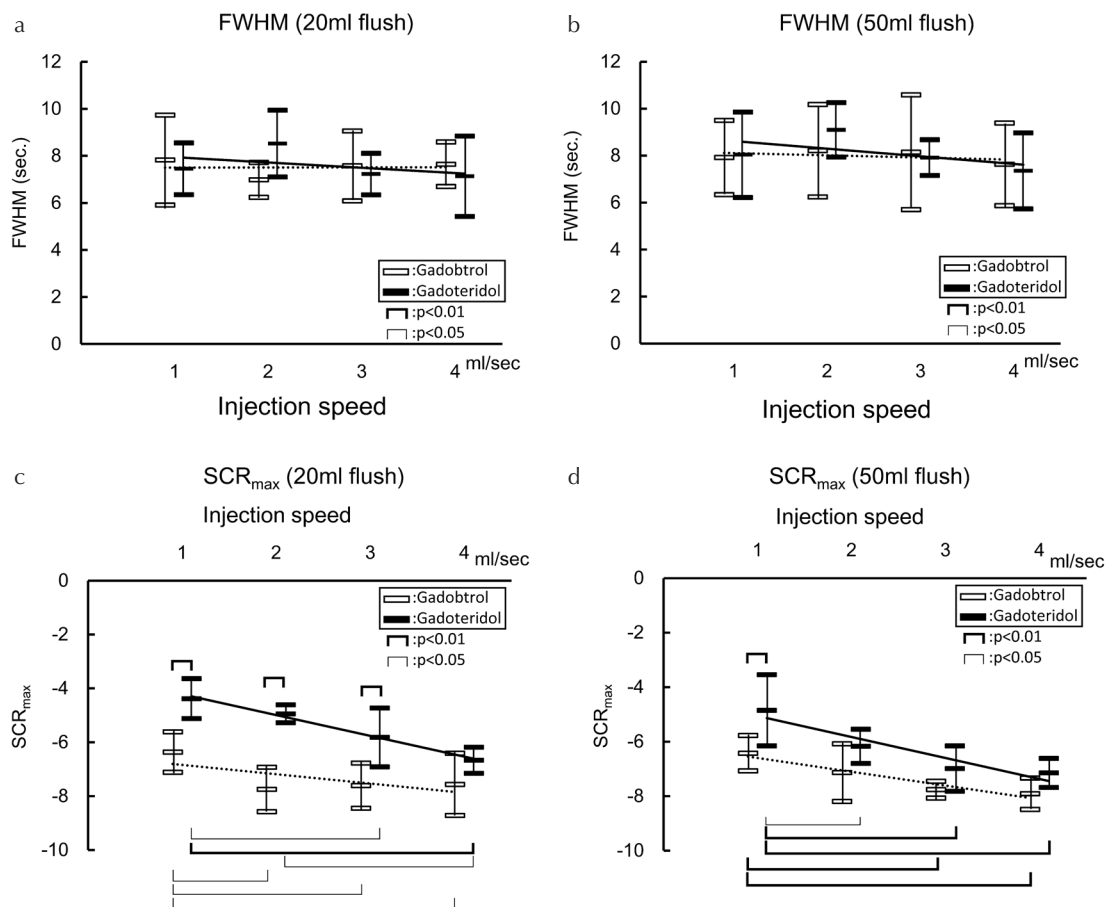 a
FWHM (20ml flush)
12
10
8
6
4
2
0
FWHM (sec.)
:Gadobtrol
:Gadoteridol
:p<0.01
:p<0.05
1 2 3 4 ml/sec
Injection speed
b
FWHM (50ml flush)
12
10
8
6
4
2
0
FWHM (sec.)
:Gadobtrol
:Gadoteridol
:p<0.01
:p<0.05
1 2 3 4 ml/sec
Injection speed
c
SCRmax (20ml flush)
Injection speed
1 2 3 4 ml/sec
-0
-2
-4
-6
-8
-10
SCRmax
:Gadobtrol
:Gadoteridol
:p<0.01
:p<0.05
d
SCRmax (50ml flush)
Injection speed
1 2 3 4 ml/sec
-0
-2
-4
-6
-8
-10
SCRmax
:Gadobtrol
:Gadoteridol
:p<0.01
:p<0.05